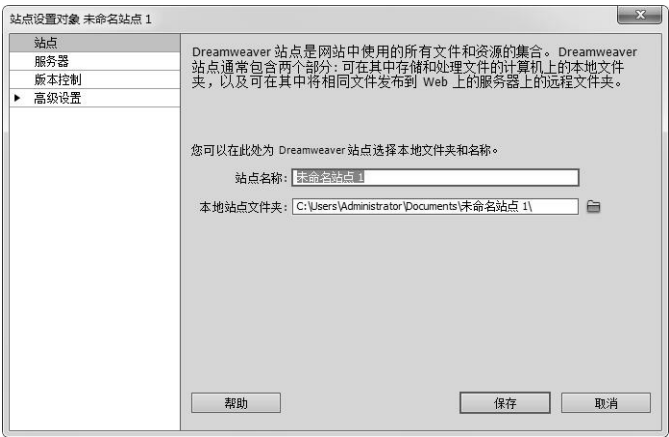 站点设置对象 未命名站点 1
站点
服务器
版本控制
高级设置
Dreamweaver 站点是网站中使用的所有文件和资源的集合。Dreamweaver
站点通常包含两个部分：可在其中存储和处理文件的计算机上的本地文件
夹，以及可在其中将相同文件发布到 Web 上的服务器上的远程文件夹。
您可以在此处为 Dreamweaver 站点选择本地文件夹和名称。
站点名称：未命名站点 1
本地站点文件夹：C:\Users\Administrator\Documents\未命名站点 1\
帮助 保存 取消